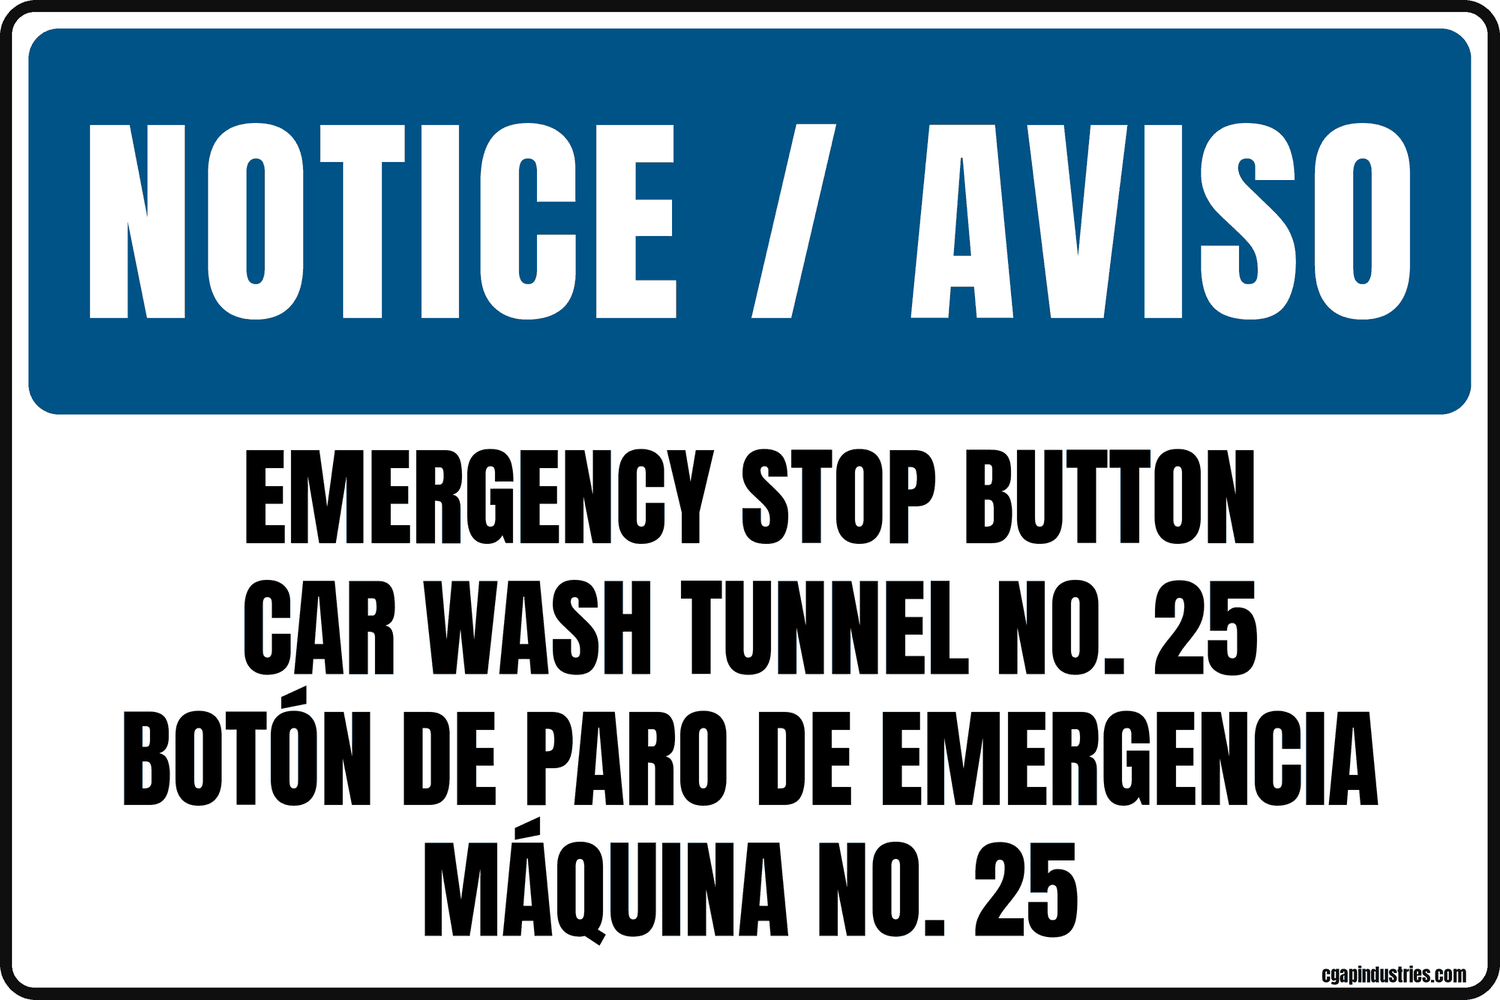 NOTICE / AVISO
EMERGENCY STOP BUTTON
CAR WASH TUNNEL NO. 25
BOTÓN DE PARO DE EMERGENCIA
MÁQUINA NO. 25
cgapindustries.com